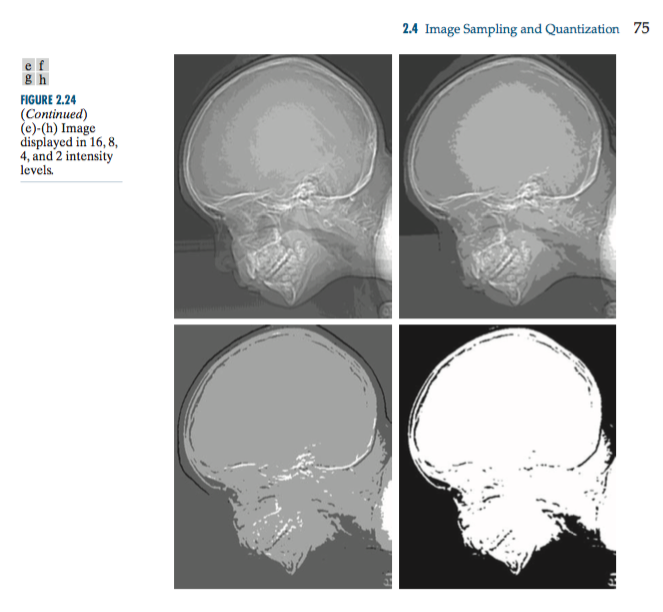 2.4 Image Sampling and Quantization 75
e f
g h
FIGURE 2.24
(Continued)
(e)-(h) Image
displayed in 16, 8,
4, and 2 intensity
levels.